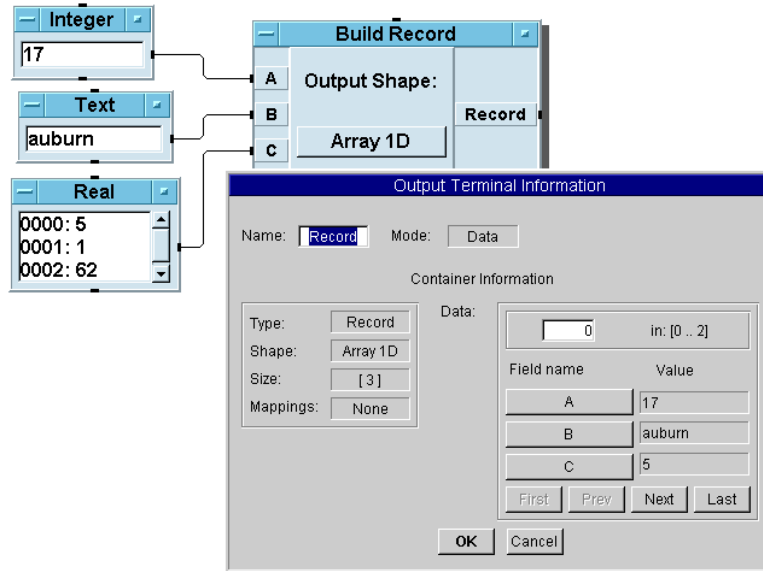 Integer
17
Text
auburn
Real
0000: 5
0001: 1
0002: 62
Build Record
A
Output Shape:
B
Record
C
Array 1D
Output Terminal Information
Name: Record Mode: Data
Container Information
Type: Record
Shape: Array 1D
Size: [ 3 ]
Mappings: None
Data:
0 in: [0 .. 2]
Field name Value
A 17
B auburn
C 5
First Prev Next Last
OK Cancel